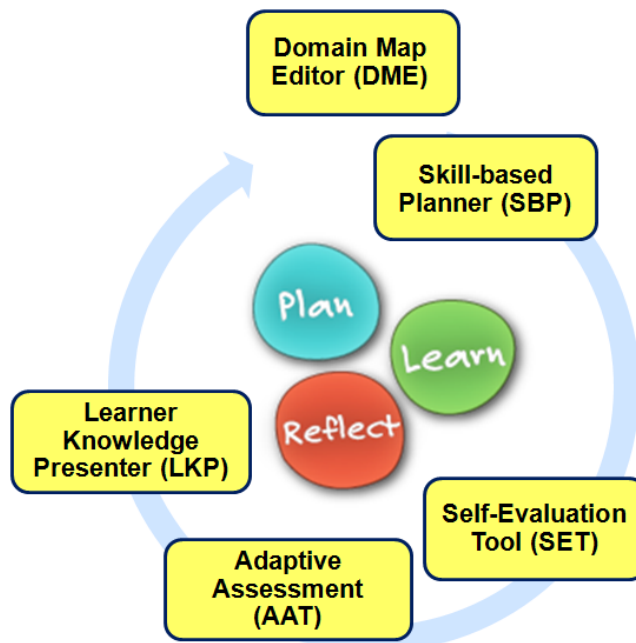 Domain Map
Editor (DME)
Skill-based
Planner (SBP)
Plan
Learn
Reflect
Learner
Knowledge
Presenter (LKP)
Self-Evaluation
Tool (SET)
Adaptive
Assessment
(AAT)